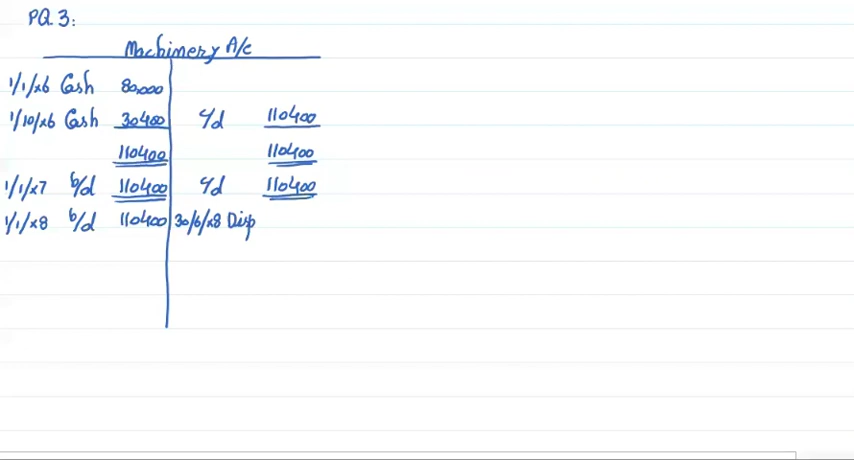 PQ.3:
Machinery A/c
1/1/x6 Cash 80,000
1/10/x6 Cash 30400 c/d 110400
110400 110400
1/1/x7 b/d 110400 c/d 110400
1/1/x8 b/d 110400 30/6/x8 Disp